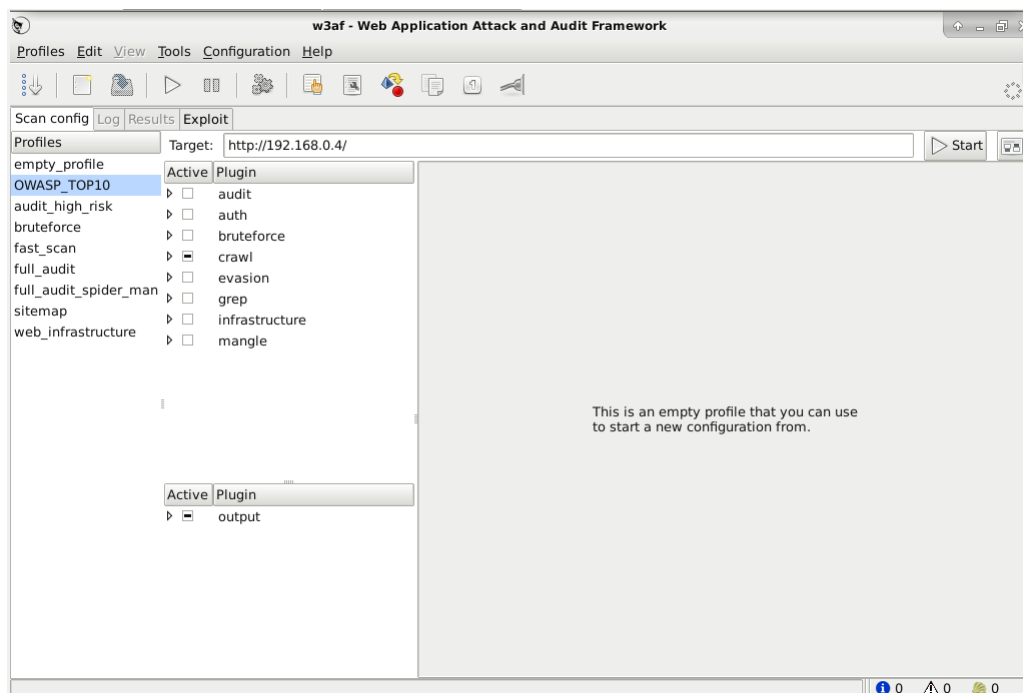 w3af - Web Application Attack and Audit Framework
Profiles Edit View Tools Configuration Help
Scan config Log Results Exploit
Profiles
empty_profile
OWASP_TOP10
audit_high_risk
bruteforce
fast_scan
full_audit
full_audit_spider_man
sitemap
web_infrastructure
Target: http://192.168.0.4/ Start
Active Plugin
audit
auth
bruteforce
crawl
evasion
grep
infrastructure
mangle
Active Plugin
output
This is an empty profile that you can use
to start a new configuration from.
0 0 0